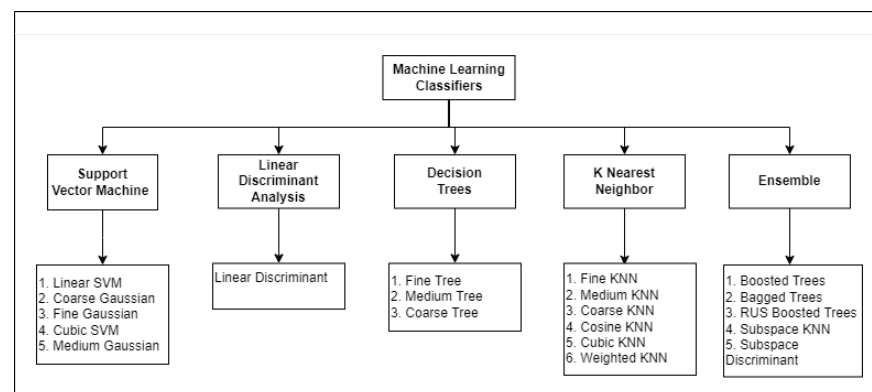 Machine Learning
Classifiers
Support
Vector Machine
Linear
Discriminant
Analysis
Decision
Trees
K Nearest
Neighbor
Ensemble
1. Linear SVM
2. Coarse Gaussian
3. Fine Gaussian
4. Cubic SVM
5. Medium Gaussian
Linear Discriminant
1. Fine Tree
2. Medium Tree
3. Coarse Tree
1. Fine KNN
2. Medium KNN
3. Coarse KNN
4. Cosine KNN
5. Cubic KNN
6. Weighted KNN
1. Boosted Trees
2. Bagged Trees
3. RUS Boosted Trees
4. Subspace KNN
5. Subspace
Discriminant